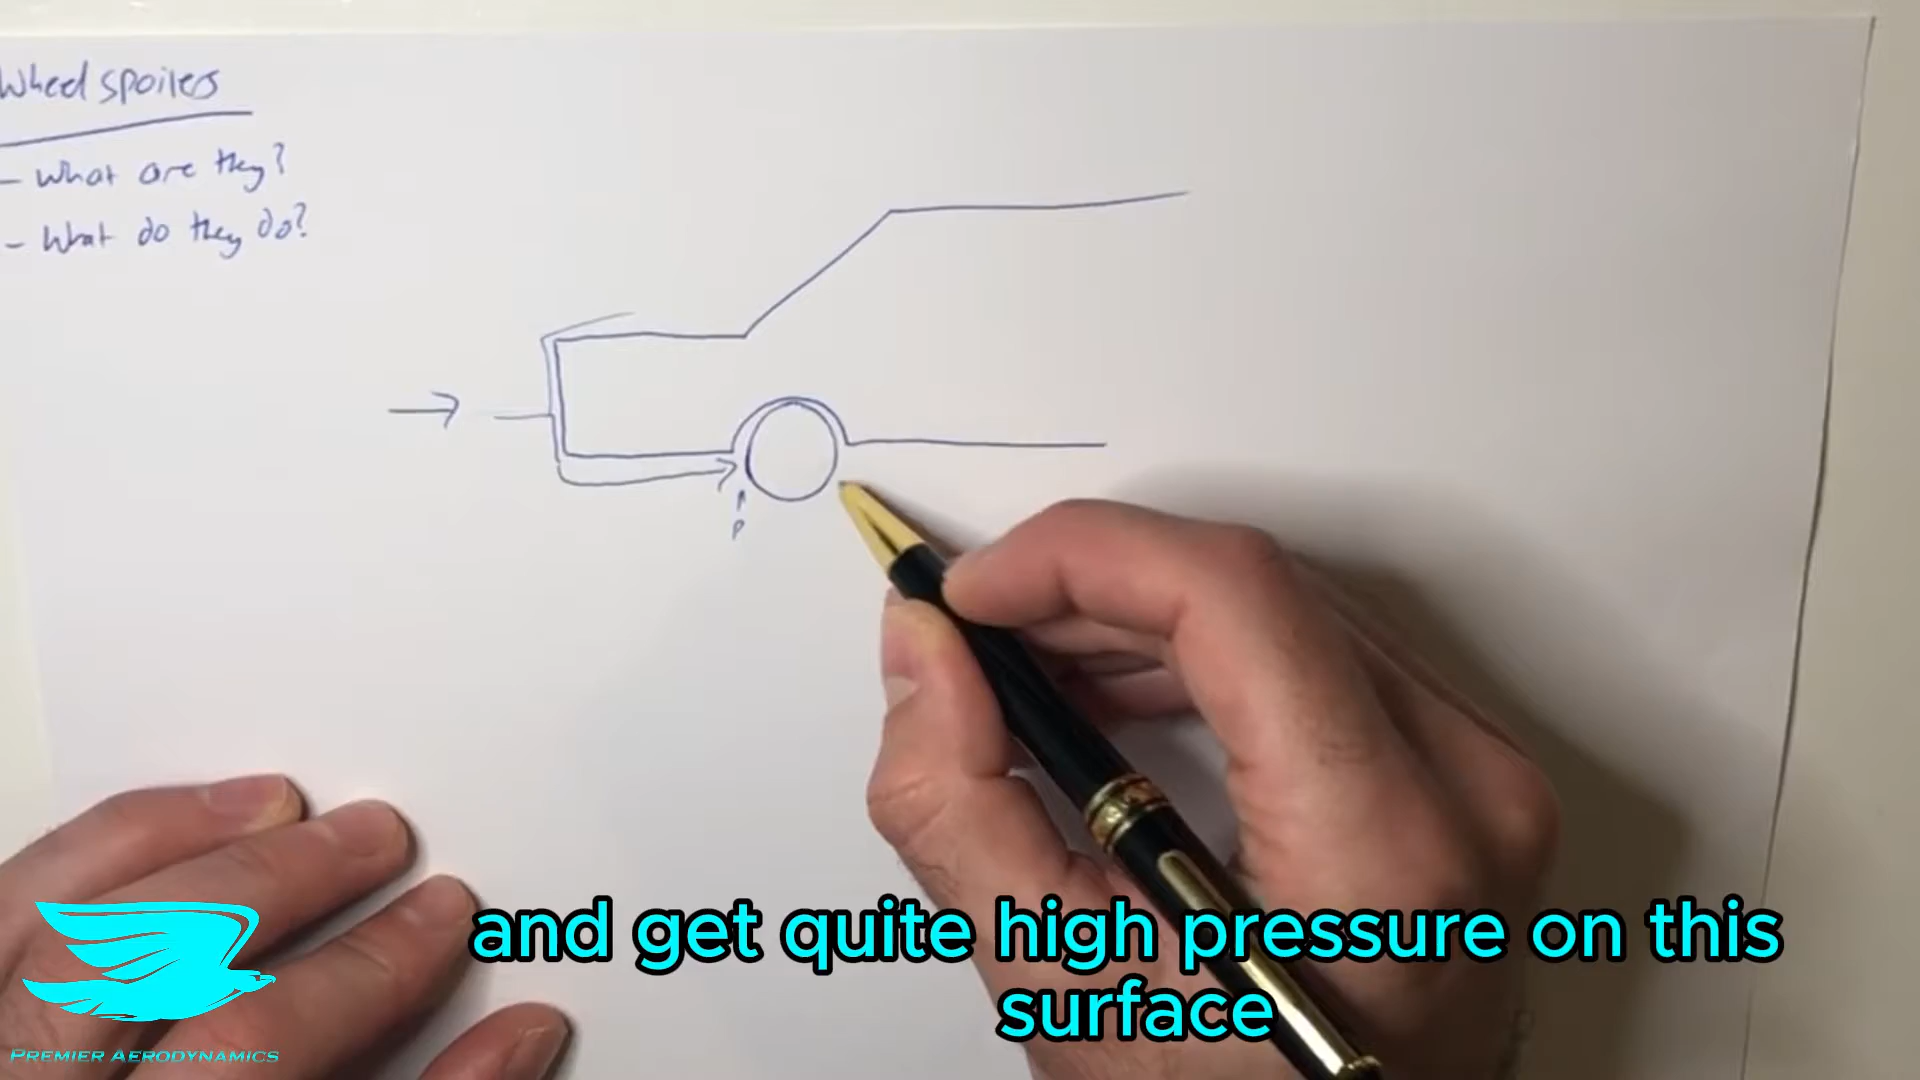 Wheel spoilers
- What are they?
- What do they do?
P
and get quite high pressure on this
surface
PREMIER AERODYNAMICS